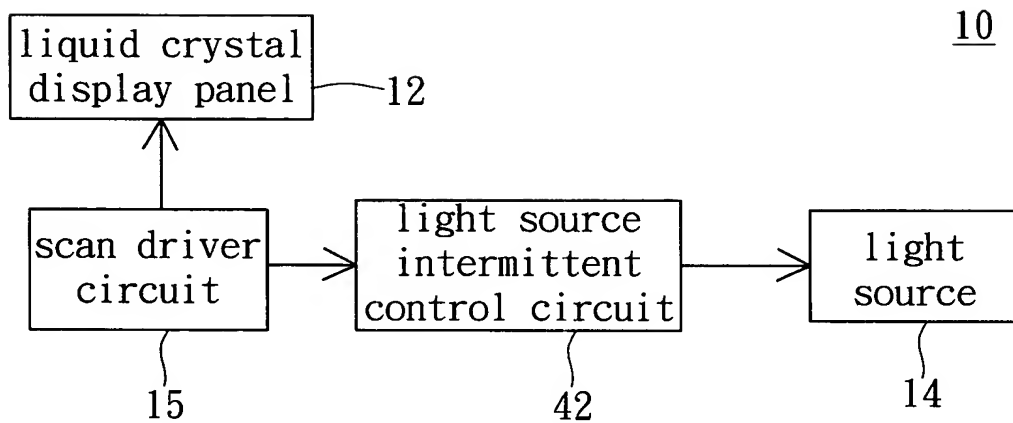 10
liquid crystal
display panel
12
scan driver
circuit
light source
intermittent
control circuit
light
source
15
42
14